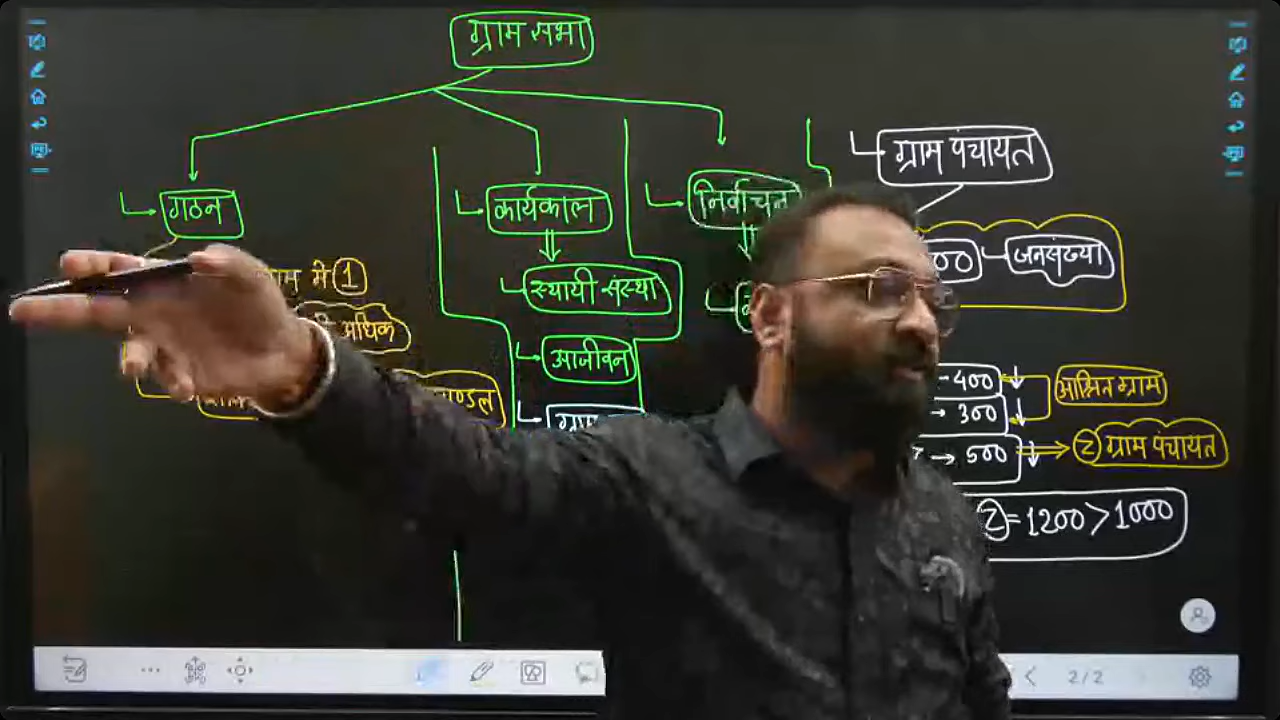 ग्राम सभा
गठन
में 1
अधिक
कार्यकाल
स्थायी संस्था
आजीवन
ग्राम
निर्वाचन
ग्राम पंचायत
जनसंख्या
-400
→ 300
→ 500
आश्रित ग्राम
2 ग्राम पंचायत
=1200>1000
2/2